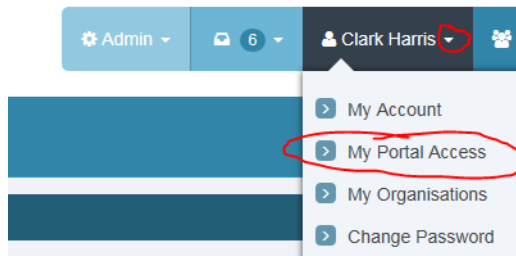 Admin 6 Clark Harris
My Account
My Portal Access
My Organisations
Change Password